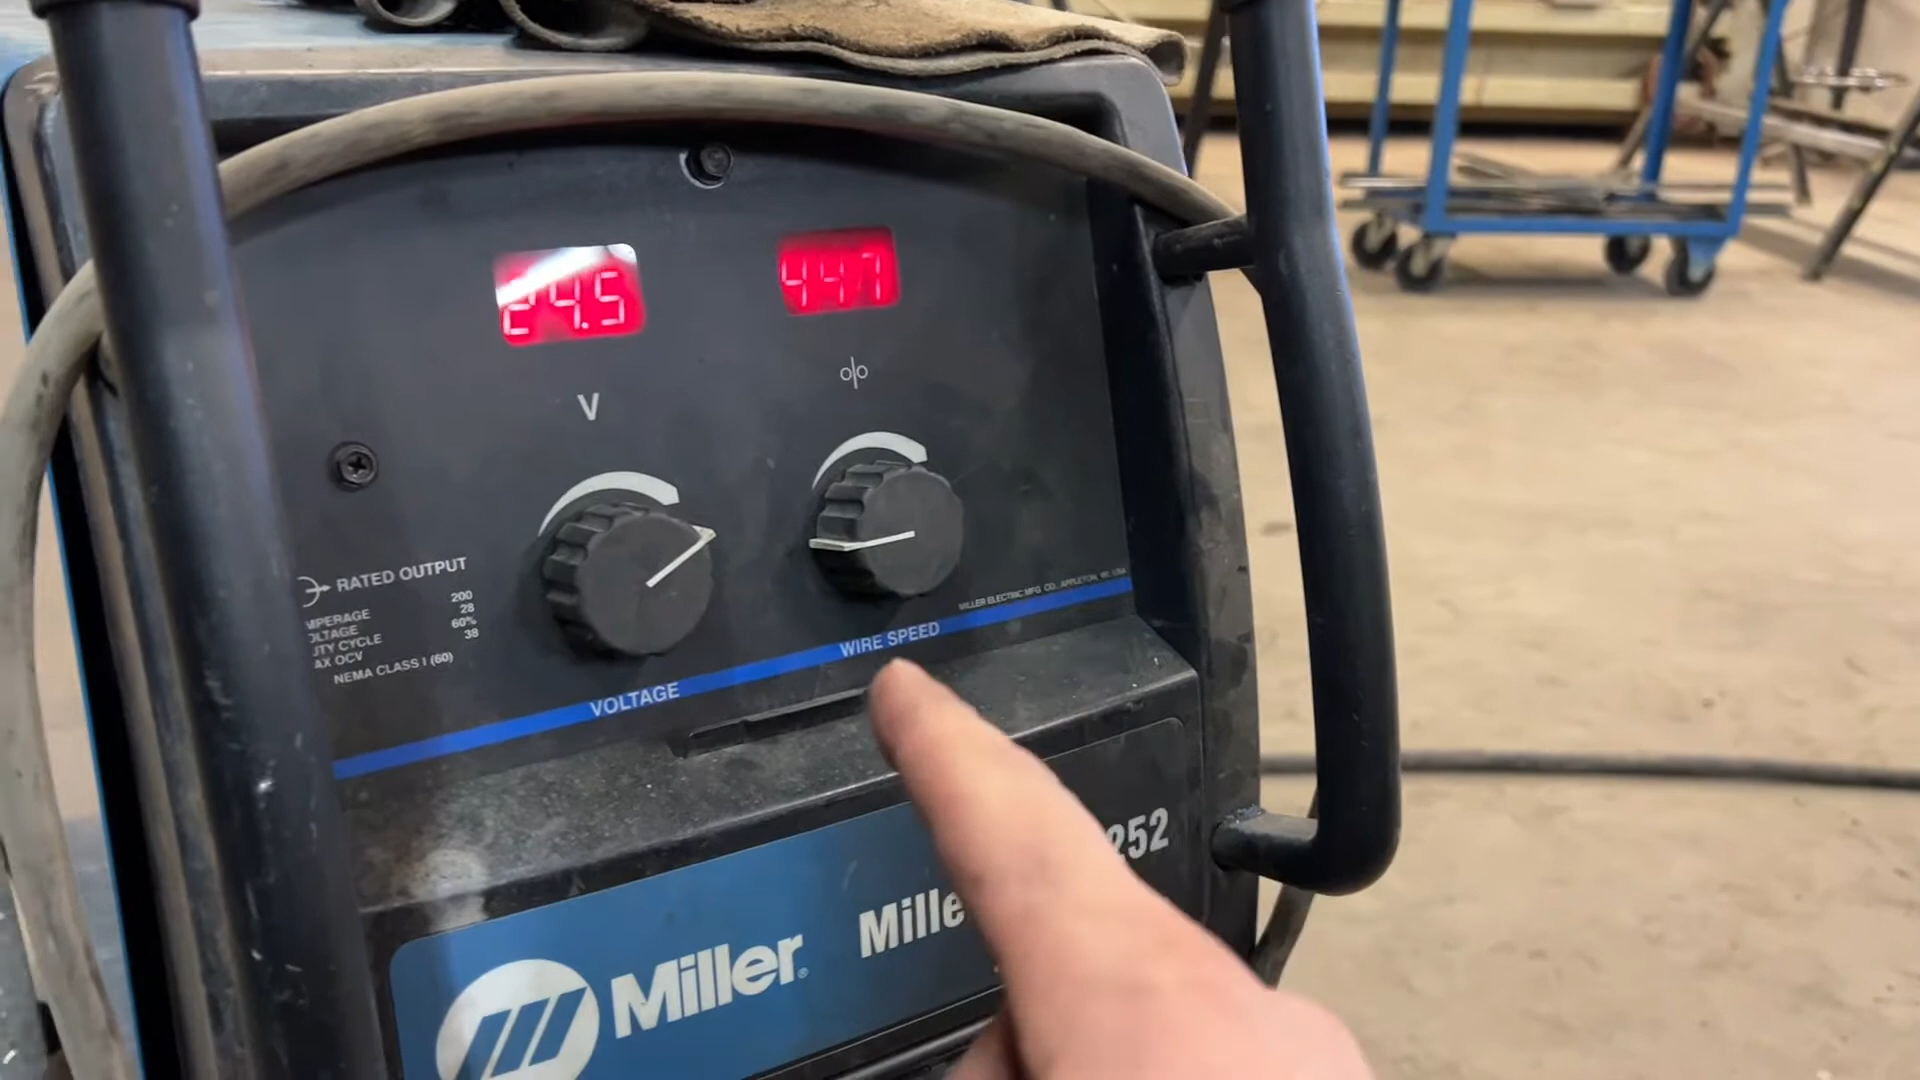 24.5
447
V
RATED OUTPUT
MPERAGE 200
OLTAGE 28
UTY CYCLE 60%
AX OCV 38
NEMA CLASS I (60)
MILLER ELECTRIC MFG. CO., APPLETON, WI, USA
VOLTAGE
WIRE SPEED
Miller®
Mille
252